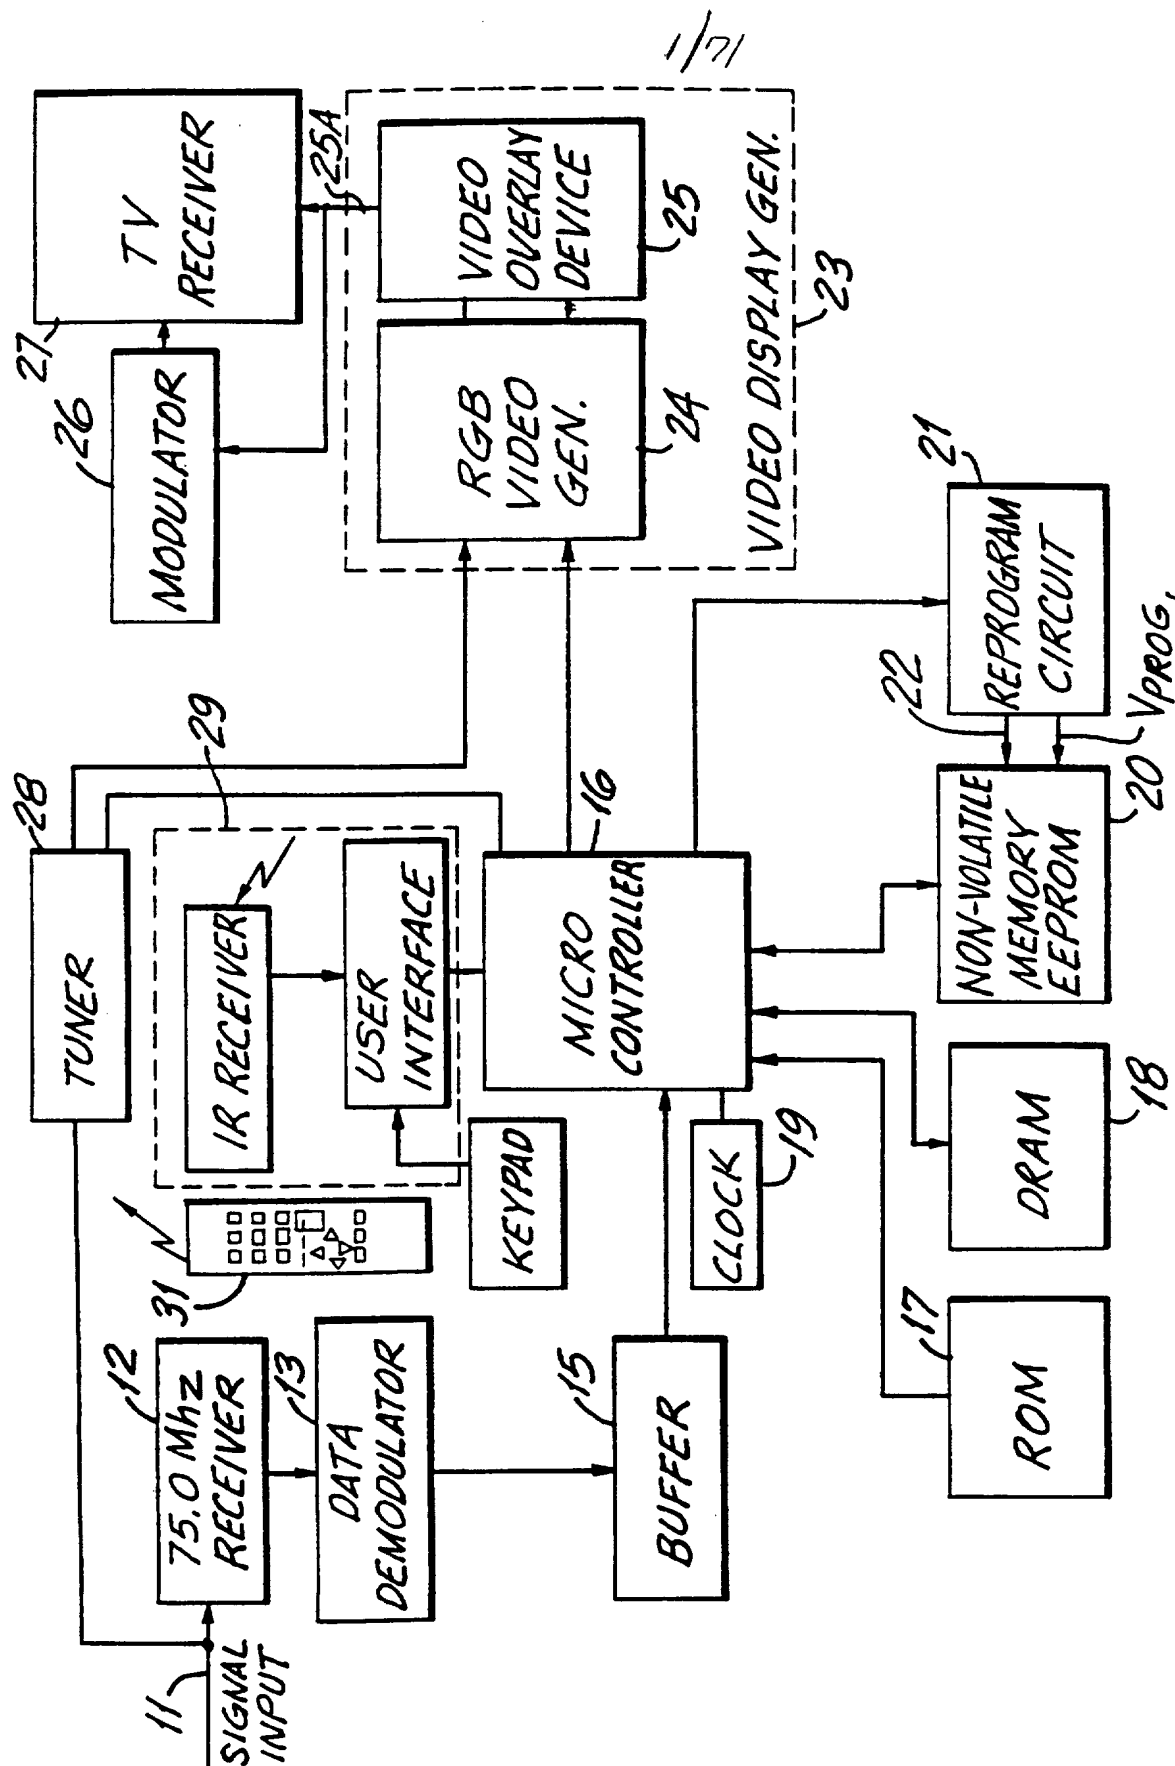 1/71
11
SIGNAL
INPUT
12
75.0 Mhz
RECEIVER
13
DATA
DEMODULATOR
15
BUFFER
28
TUNER
29
IR RECEIVER
USER
INTERFACE
31
KEYPAD
16
MICRO
CONTROLLER
CLOCK
19
17
ROM
DRAM
18
NON-VOLATILE
MEMORY
EEPROM
20
22
VPROG.
21
REPROGRAM
CIRCUIT
26
MODULATOR
27
TV
RECEIVER
25A
RGB
VIDEO
GEN.
24
VIDEO
OVERLAY
DEVICE
25
VIDEO DISPLAY GEN.
23